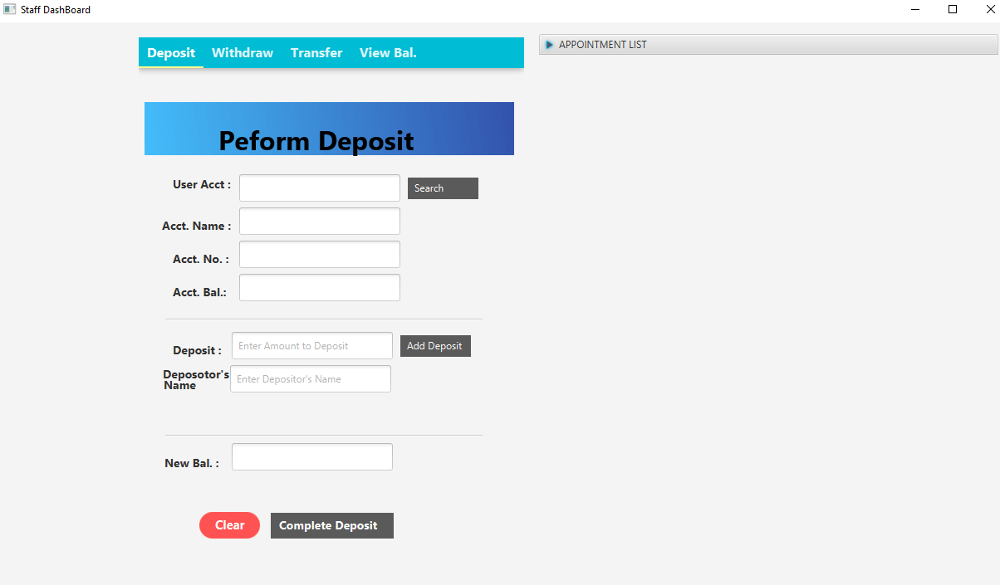 Staff DashBoard
Deposit Withdraw Transfer View Bal.
APPOINTMENT LIST
Peform Deposit
User Acct : Search
Acct. Name :
Acct. No. :
Acct. Bal.:
Deposit : Enter Amount to Deposit Add Deposit
Deposotor's
Name Enter Depositor's Name
New Bal. :
Clear Complete Deposit